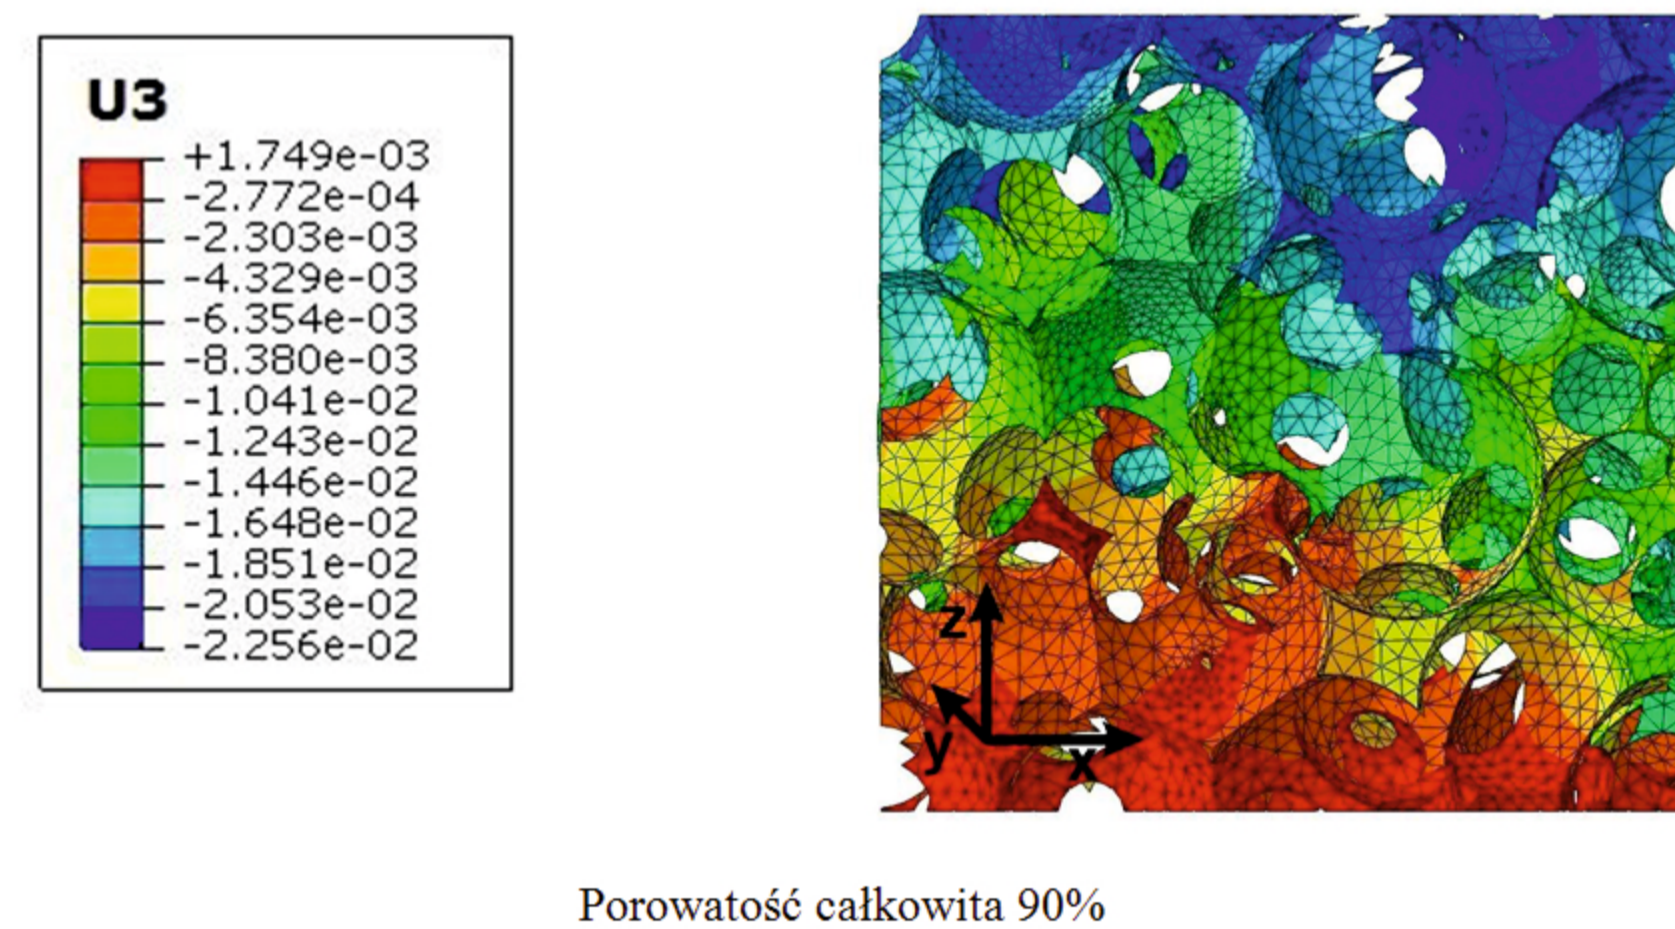 U3
+1.749e-03
-2.772e-04
-2.303e-03
-4.329e-03
-6.354e-03
-8.380e-03
-1.041e-02
-1.243e-02
-1.446e-02
-1.648e-02
-1.851e-02
-2.053e-02
-2.256e-02
z
y
x
Porowatość całkowita 90%